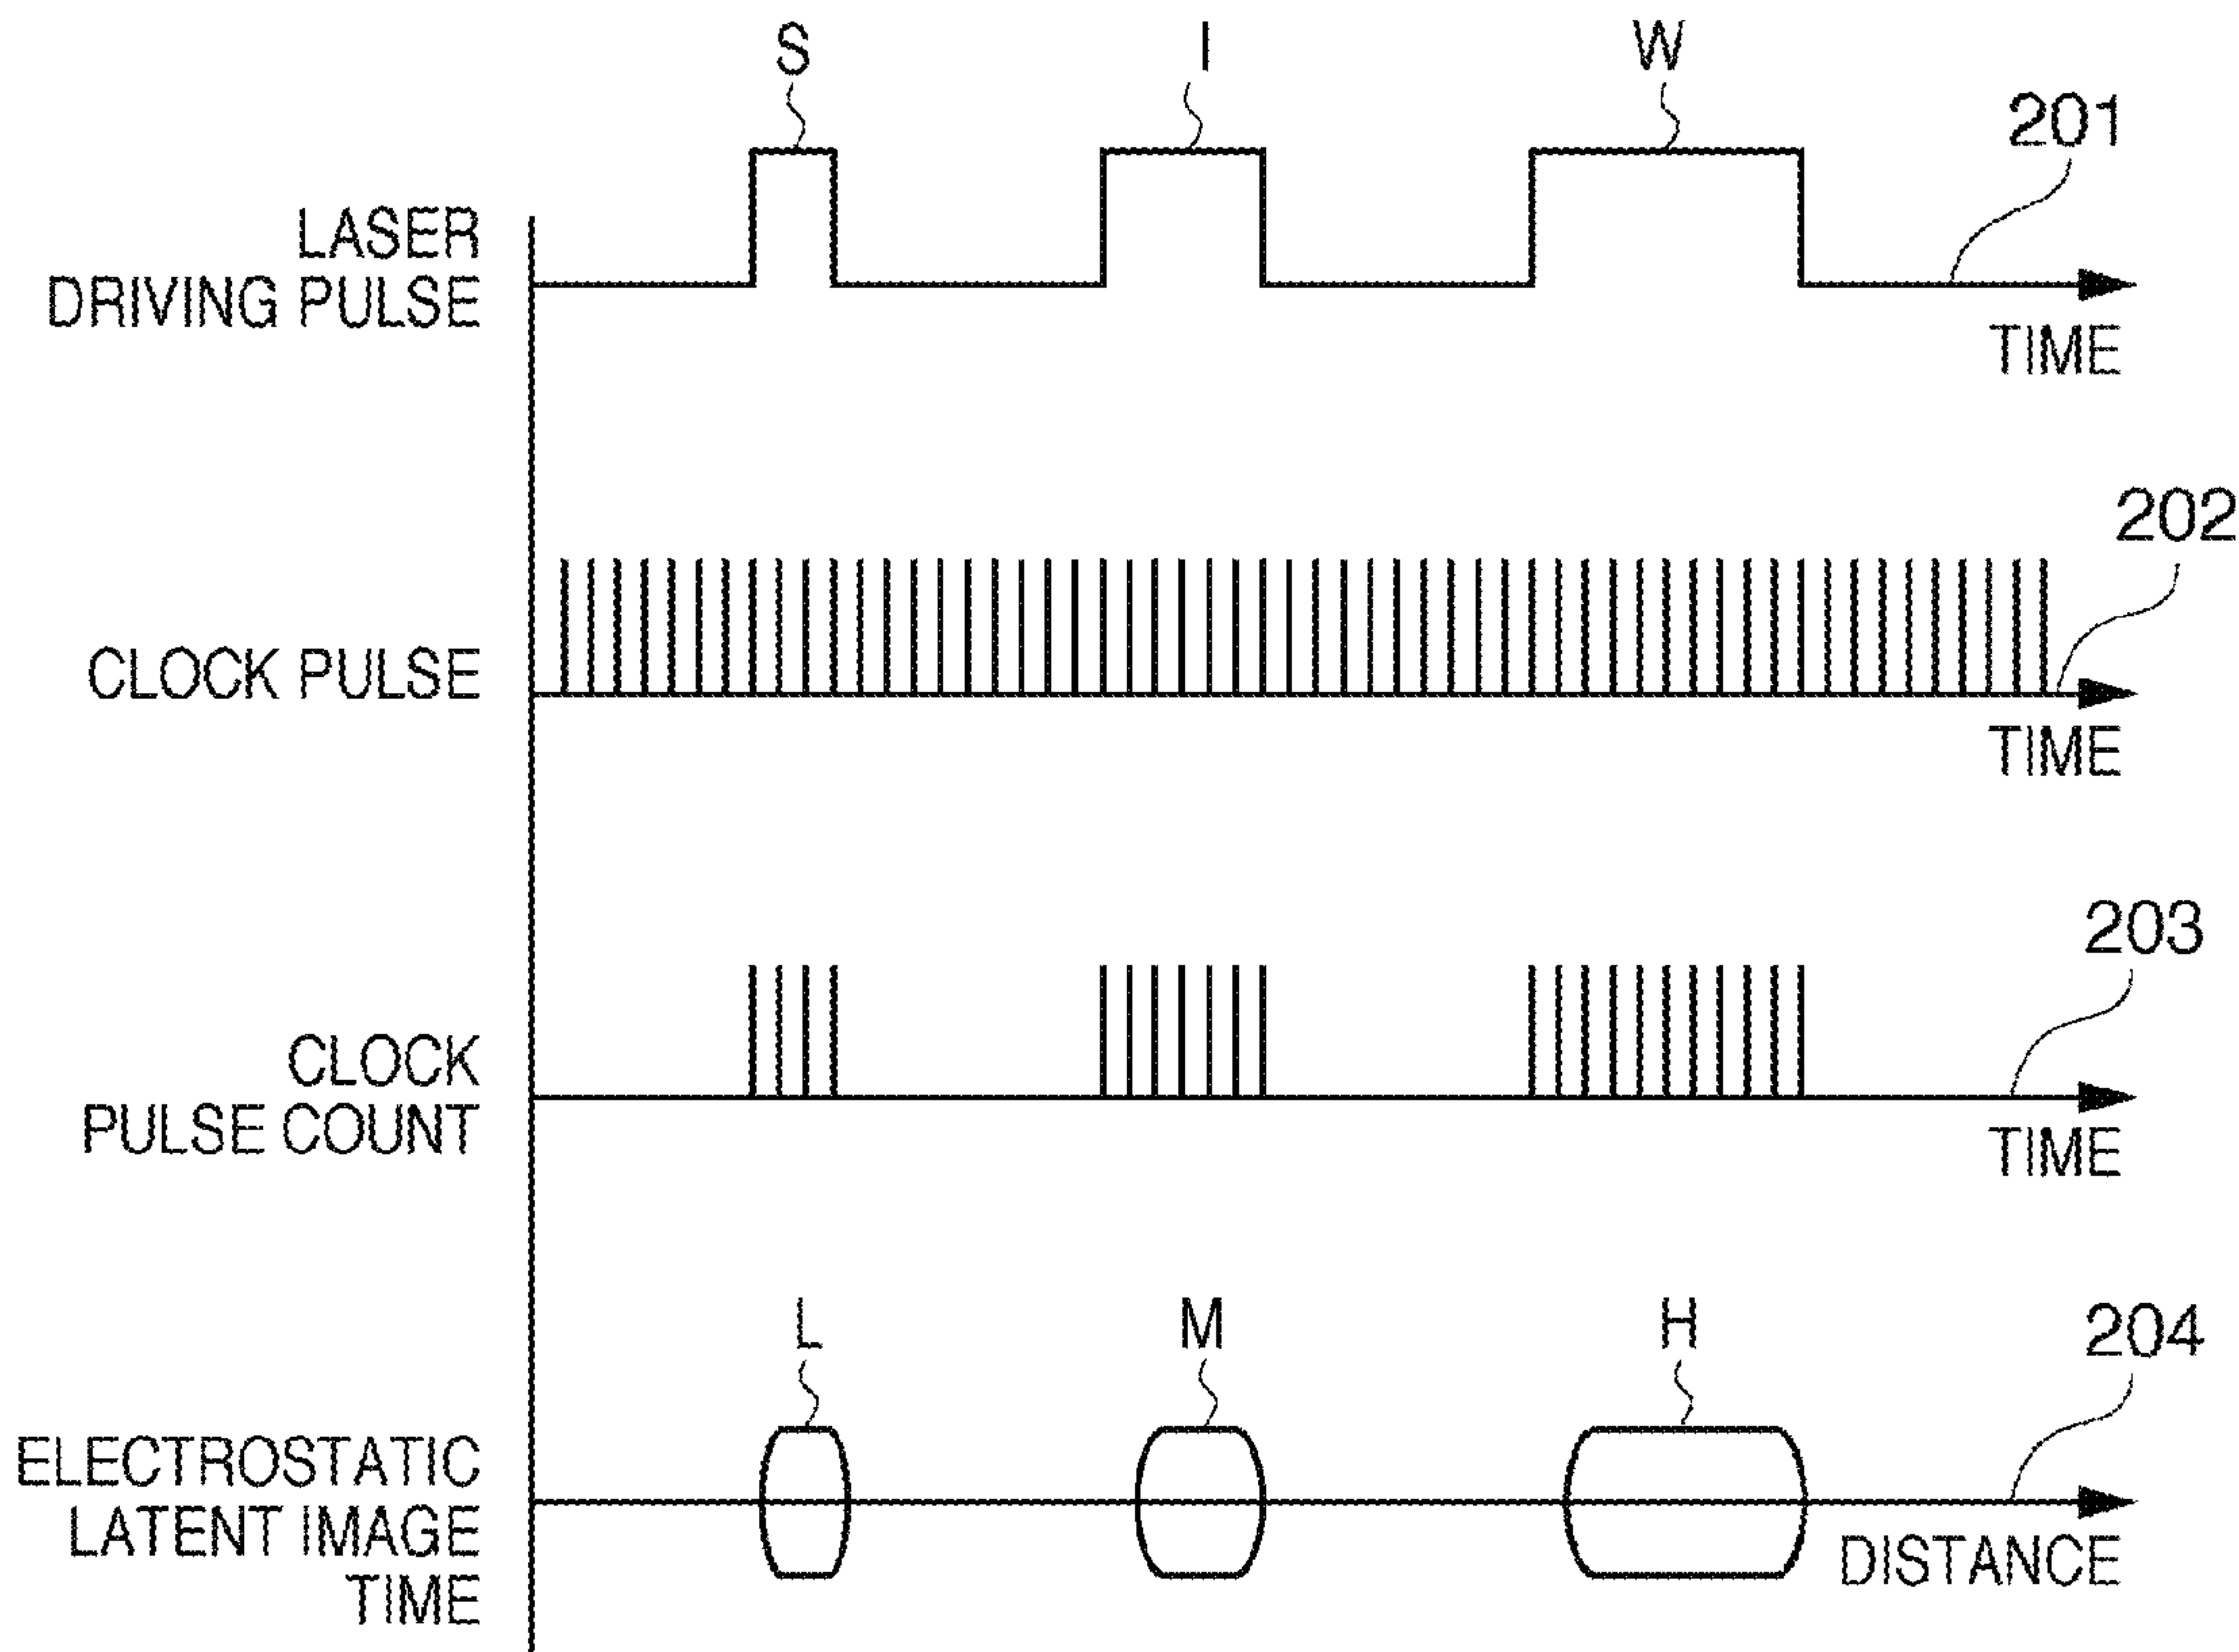 S
I
W
201
LASER
DRIVING PULSE
TIME
202
CLOCK PULSE
TIME
203
CLOCK
PULSE COUNT
TIME
L
M
H
204
ELECTROSTATIC
LATENT IMAGE
TIME
DISTANCE